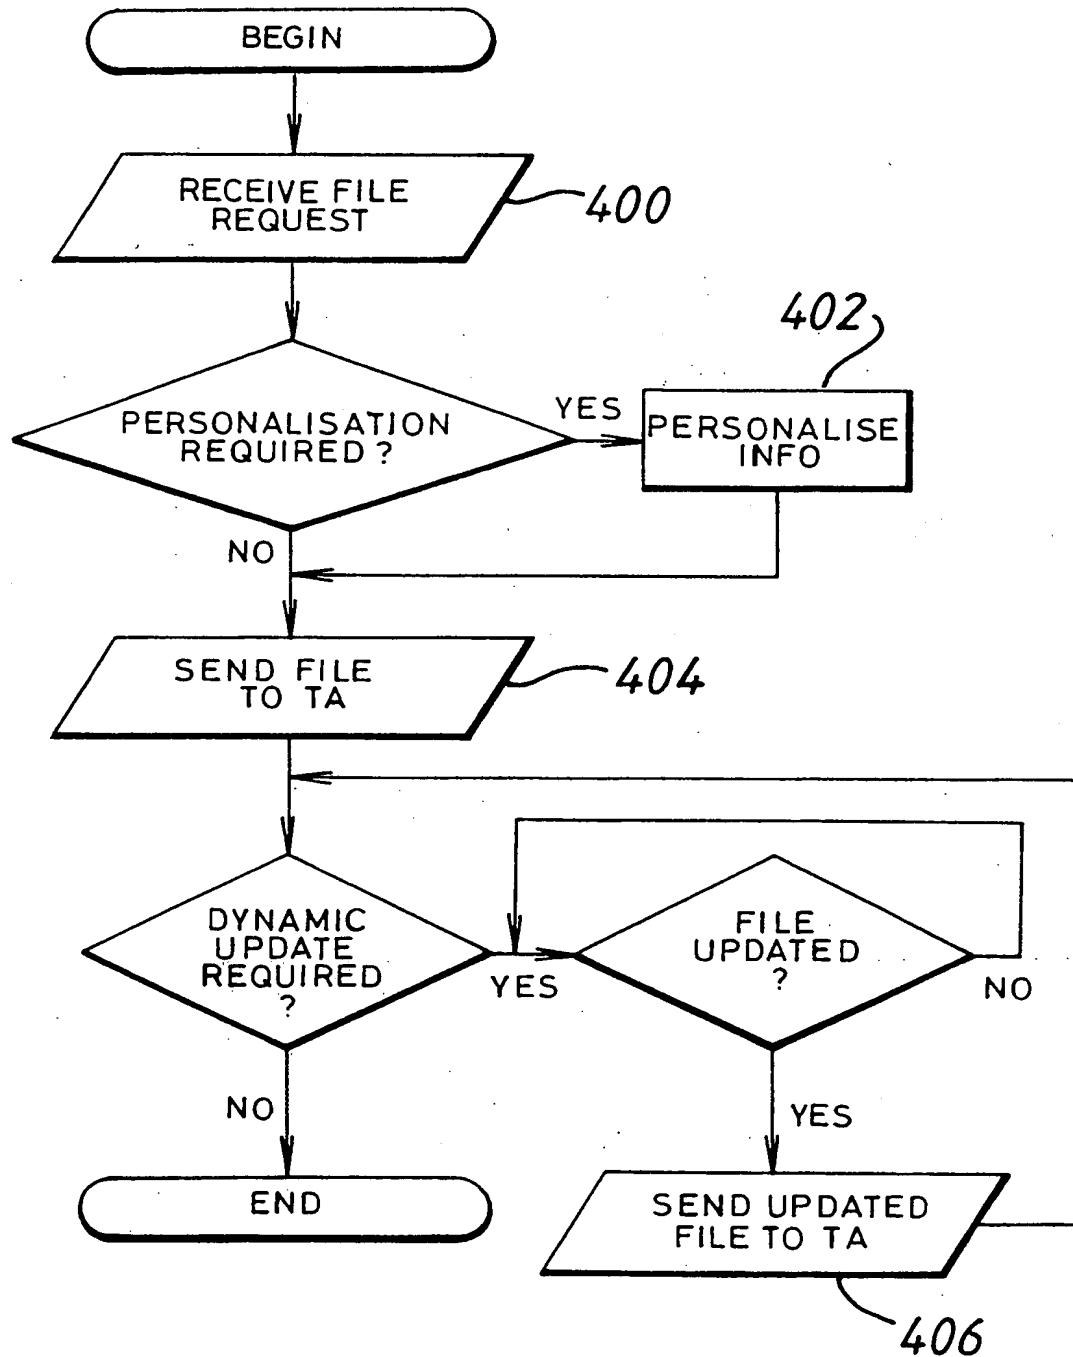 BEGIN
RECEIVE FILE
REQUEST
400
402
PERSONALISATION
REQUIRED ?
YES
PERSONALISE
INFO
NO
SEND FILE
TO TA
404
DYNAMIC
UPDATE
REQUIRED
?
YES
FILE
UPDATED
?
NO
NO
YES
END
SEND UPDATED
FILE TO TA
406